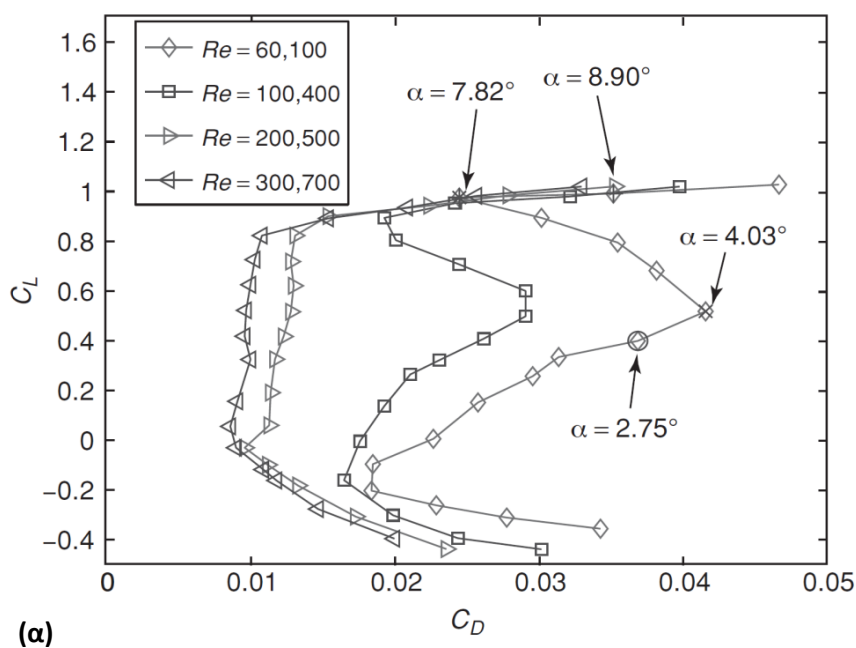 1.6
1.4
1.2
1
0.8
0.6
0.4
0.2
0
−0.2
−0.4
C_L
Re = 60,100
Re = 100,400
Re = 200,500
Re = 300,700
α = 7.82°
α = 8.90°
α = 4.03°
α = 2.75°
0 0.01 0.02 0.03 0.04 0.05
C_D
(α)